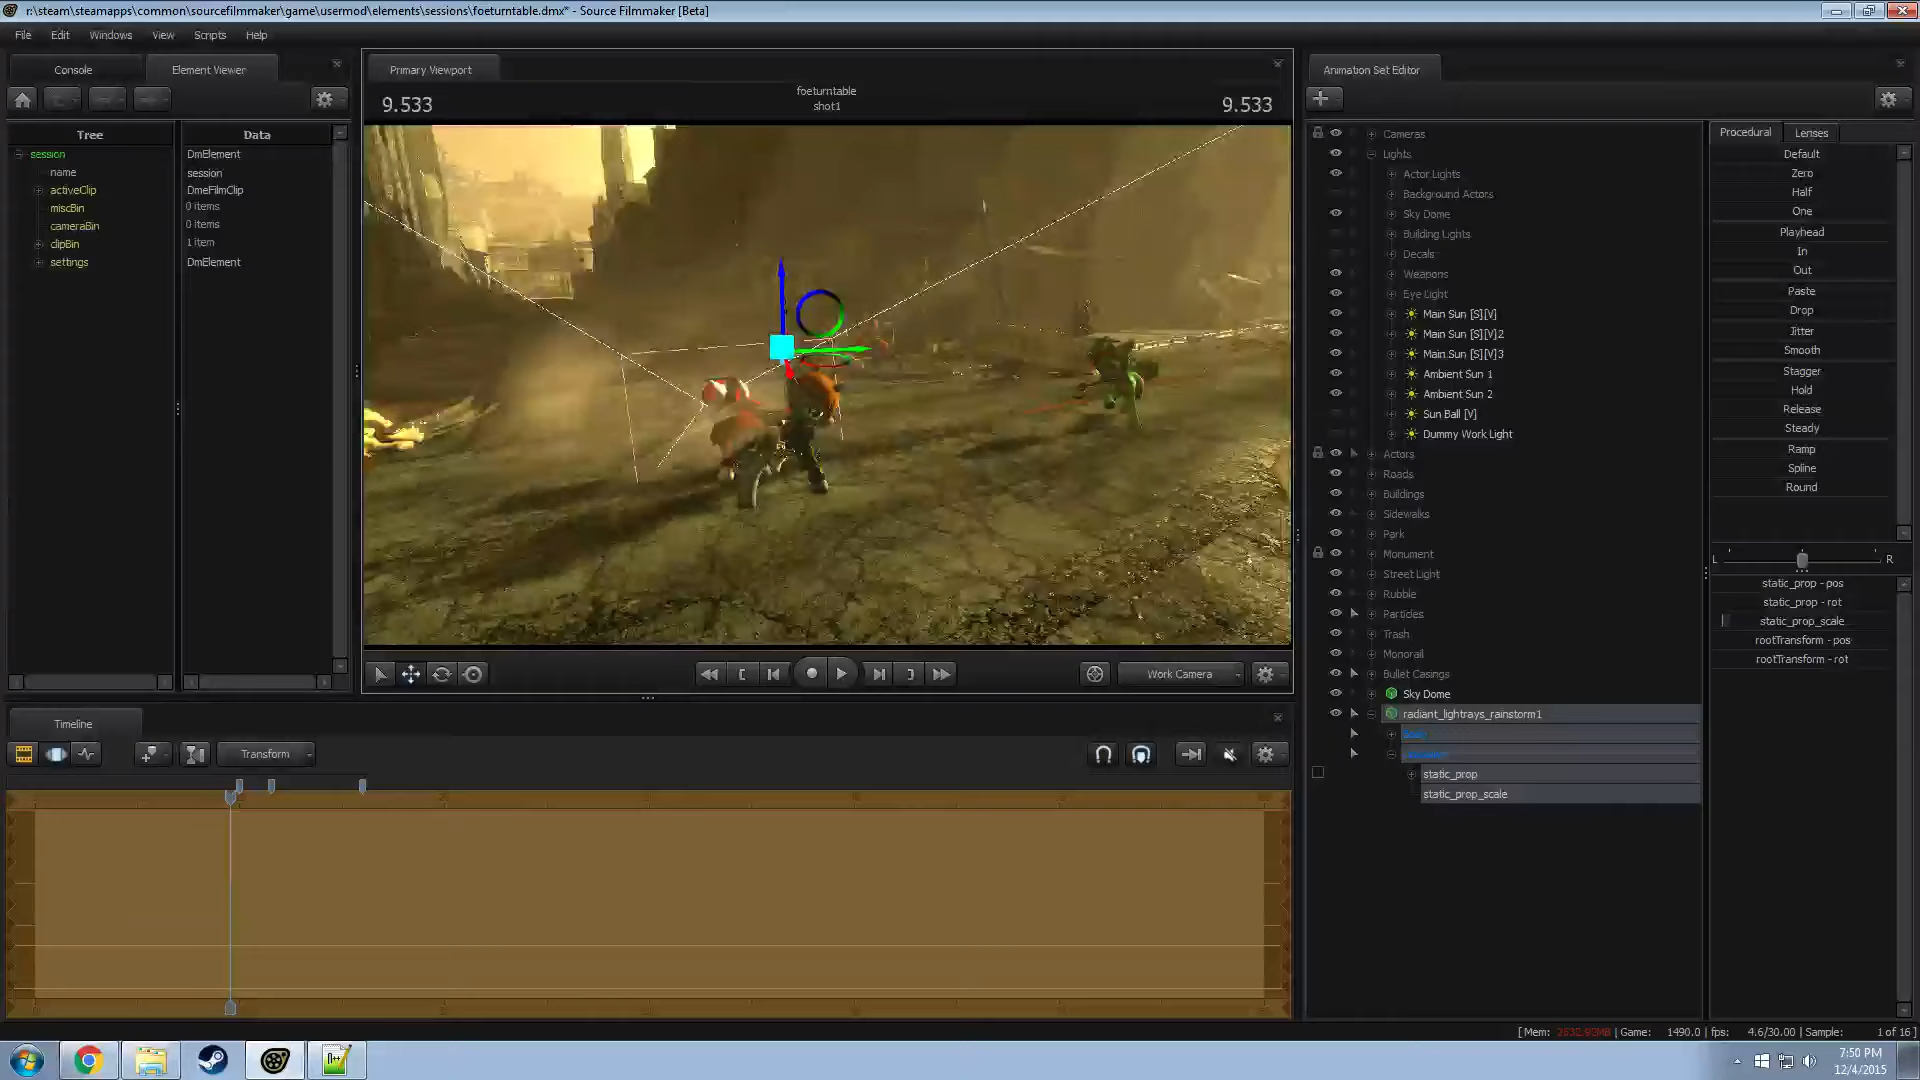 r:\steam\steamapps\common\sourcefilmmaker\game\usermod\elements\sessions\foeturntable.dmx* - Source Filmmaker [Beta]
File Edit Windows View Scripts Help
Console Element Viewer
Tree Data
session DmElement
name session
activeClip DmeFilmClip
miscBin 0 items
cameraBin 0 items
clipBin 1 item
settings DmElement
Primary Viewport
9.533 foeturntable 9.533
shot1
Work Camera
Timeline
Transform
Animation Set Editor
Cameras
Lights
Actor Lights
Background Actors
Sky Dome
Building Lights
Decals
Weapons
Eye Light
Main Sun [S][V]
Main Sun [S][V]2
Main Sun [S][V]3
Ambient Sun 1
Ambient Sun 2
Sun Ball [V]
Dummy Work Light
Actors
Roads
Buildings
Sidewalks
Park
Monument
Street Light
Rubble
Particles
Trash
Monorail
Bullet Casings
Sky Dome
radiant_lightrays_rainstorm1
static_prop
static_prop_scale
Procedural Lenses
Default
Zero
Half
One
Playhead
In
Out
Paste
Drop
Jitter
Smooth
Stagger
Hold
Release
Steady
Ramp
Spline
Round
L R
static_prop - pos
static_prop - rot
static_prop_scale
rootTransform - pos
rootTransform - rot
[ Mem: 2632.93MB | Game: 1490.0 | fps: 4.6/30.00 | Sample: 1 of 16 ]
7:50 PM
12/4/2015